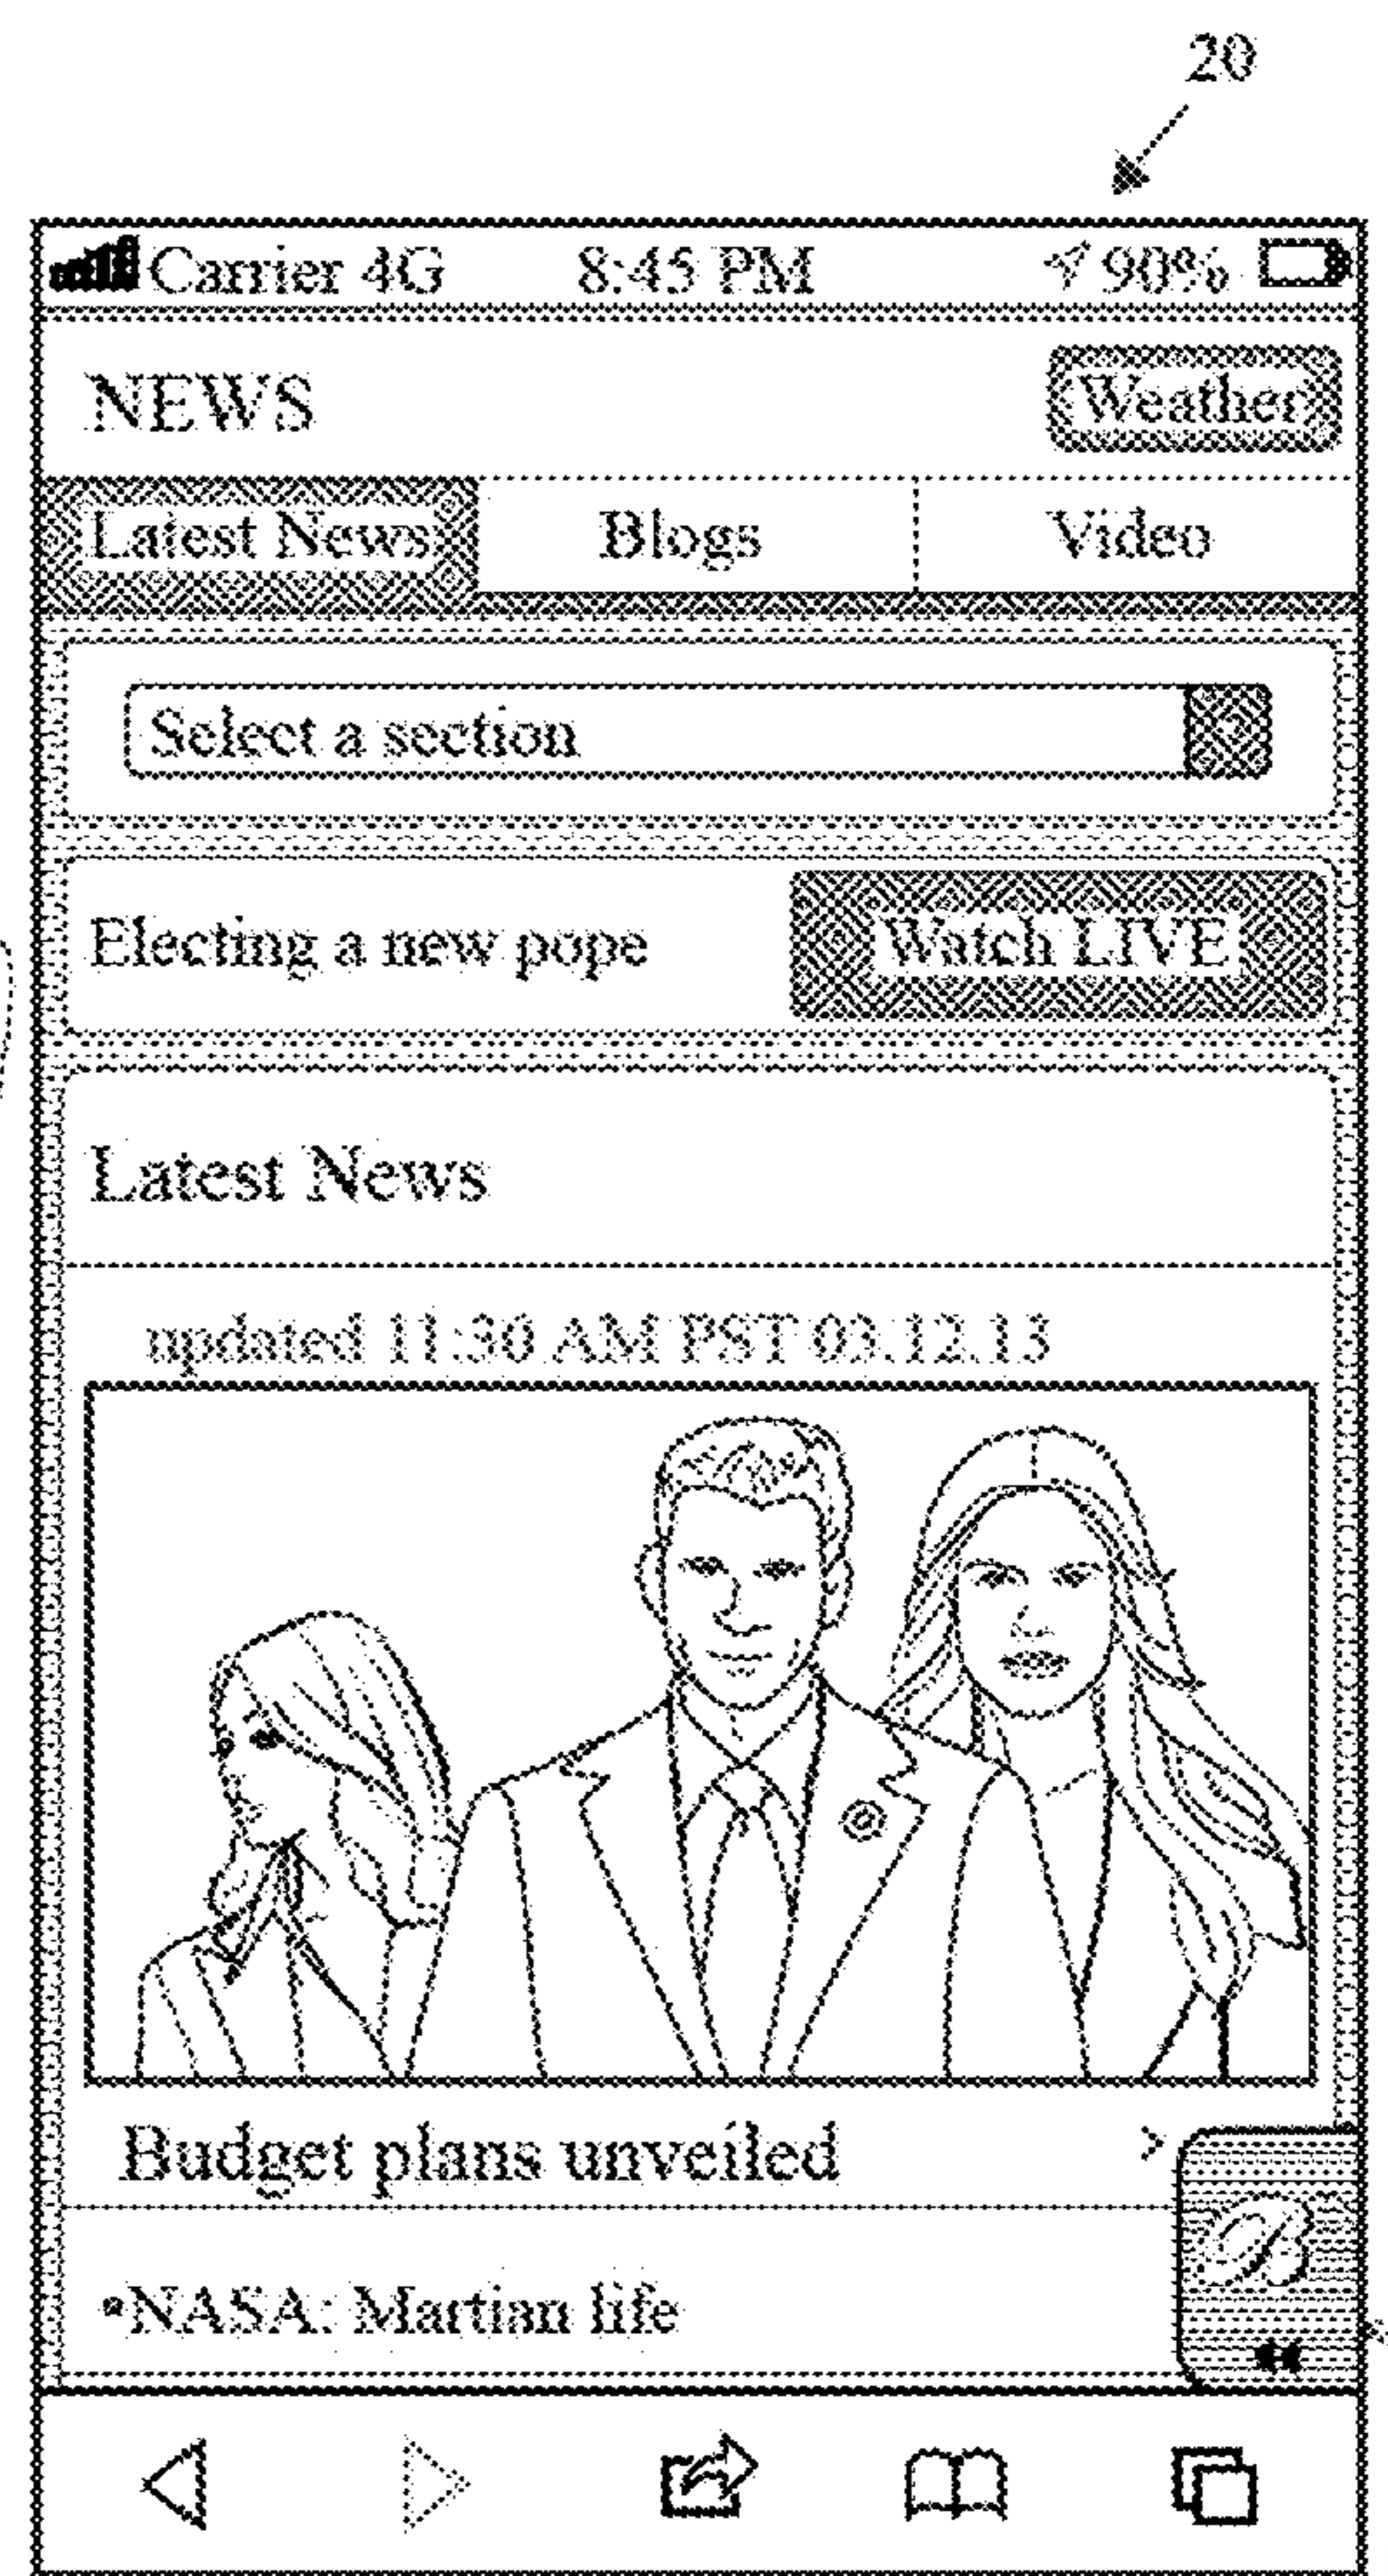 20
Carrier 4G 8:45 PM 90%
NEWS Weather
Latest News Blogs Video
Select a section
Electing a new pope Watch LIVE
Latest News
updated 11:30 AM PST 03.12.13
@
Budget plans unveiled >
B
•NASA: Martian life